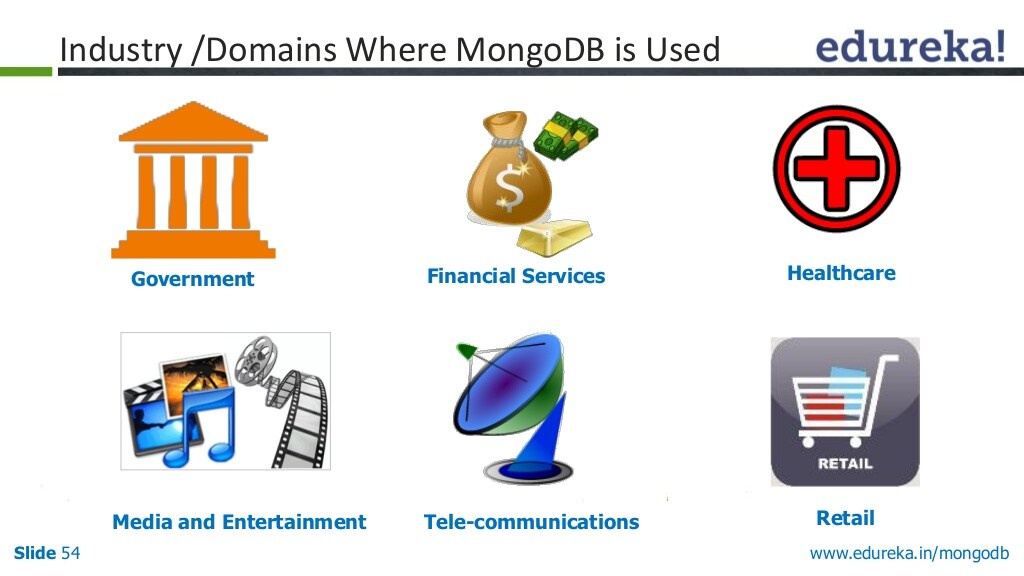 Industry /Domains Where MongoDB is Used
edureka!
$
Government
Financial Services
Healthcare
RETAIL
Media and Entertainment
Tele-communications
Retail
Slide 54
www.edureka.in/mongodb